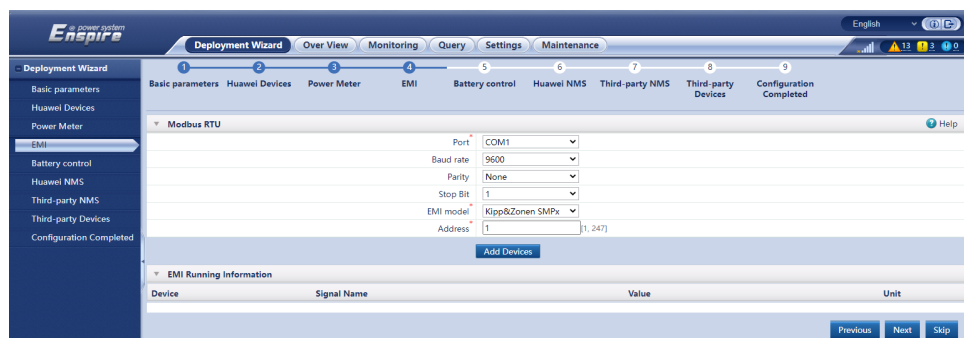 Enspire
e power system
English
13 3 0
Deployment Wizard Over View Monitoring Query Settings Maintenance
Deployment Wizard
Basic parameters
Huawei Devices
Power Meter
EMI
Battery control
Huawei NMS
Third-party NMS
Third-party Devices
Configuration Completed
1 2 3 4 5 6 7 8 9
Basic parameters Huawei Devices Power Meter EMI Battery control Huawei NMS Third-party NMS Third-party Devices Configuration Completed
Modbus RTU
Help
Port * COM1
Baud rate 9600
Parity None
Stop Bit 1
EMI model * Kipp&Zonen SMPx
Address * 1 [1, 247]
Add Devices
EMI Running Information
Device Signal Name Value Unit
Previous Next Skip